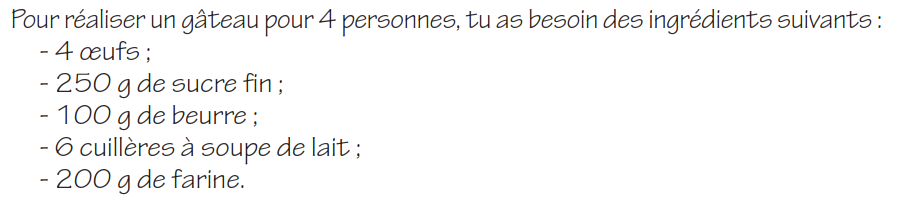 Pour réaliser un gâteau pour 4 personnes, tu as besoin des ingrédients suivants :
- 4 œufs ;
- 250 g de sucre fin ;
- 100 g de beurre ;
- 6 cuillères à soupe de lait ;
- 200 g de farine.